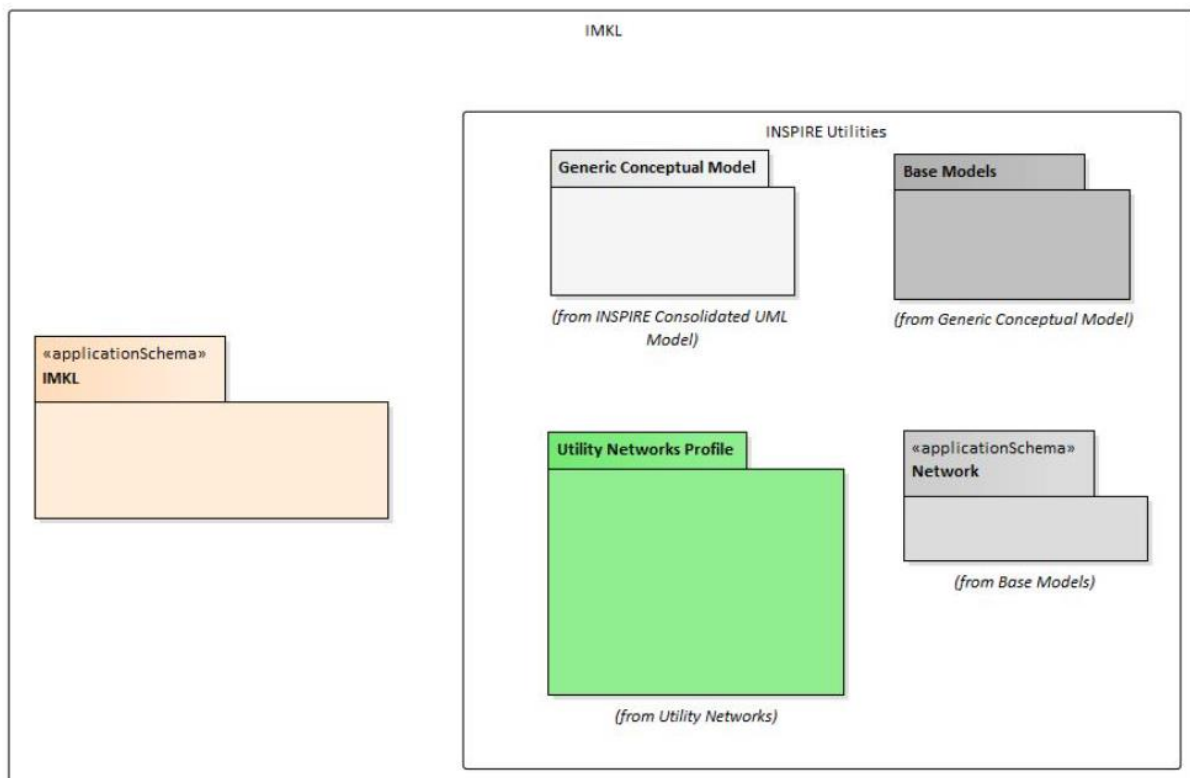 IMKL
INSPIRE Utilities
Generic Conceptual Model
(from INSPIRE Consolidated UML
Model)
Base Models
(from Generic Conceptual Model)
«applicationSchema»
IMKL
Utility Networks Profile
(from Utility Networks)
«applicationSchema»
Network
(from Base Models)